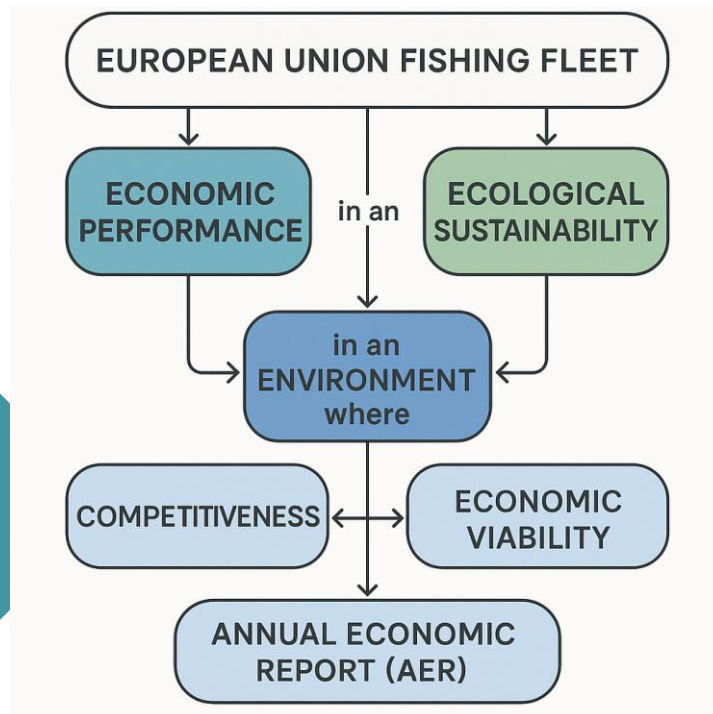 EUROPEAN UNION FISHING FLEET
ECONOMIC
PERFORMANCE
in an
ECOLOGICAL
SUSTAINABILITY
in an
ENVIRONMENT
where
COMPETITIVENESS
ECONOMIC
VIABILITY
ANNUAL ECONOMIC
REPORT (AER)